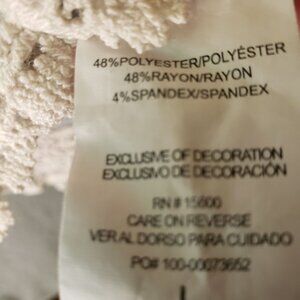 48%POLYESTER/POLYÉSTER
48%RAYON/RAYON
4%SPANDEX/SPANDEX
EXCLUSIVE OF DECORATION
EXCLUSIVO DE DECORACIÓN
RN # 15600
CARE ON REVERSE
VER AL DORSO PARA CUIDADO
PO# 100-00073652